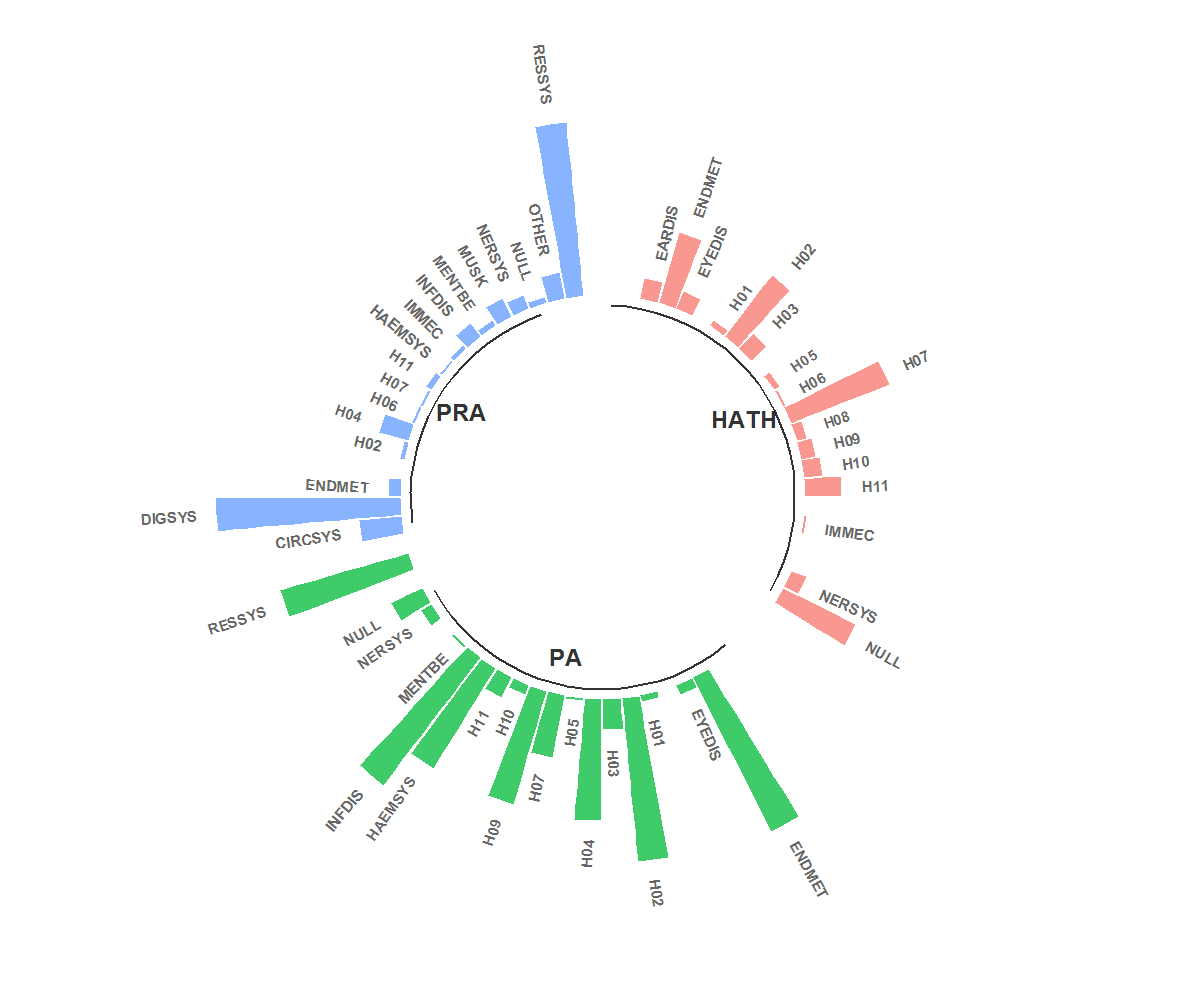 EARDIS
ENDMET
EYEDIS
H01
H02
H03
H05
H06
H07
H08
H09
H10
H11
IMMEC
NERSYS
NULL
HATH
ENDMET
EYEDIS
H01
H02
H03
H04
H05
H07
H09
H10
H11
HAEMSYS
INFDIS
MENTBE
NERSYS
NULL
RESSYS
PA
CIRCSYS
DIGSYS
ENDMET
H02
H04
H06
H07
H11
HAEMSYS
IMMEC
INFDIS
MENTBE
MUSK
NERSYS
NULL
OTHER
RESSYS
PRA